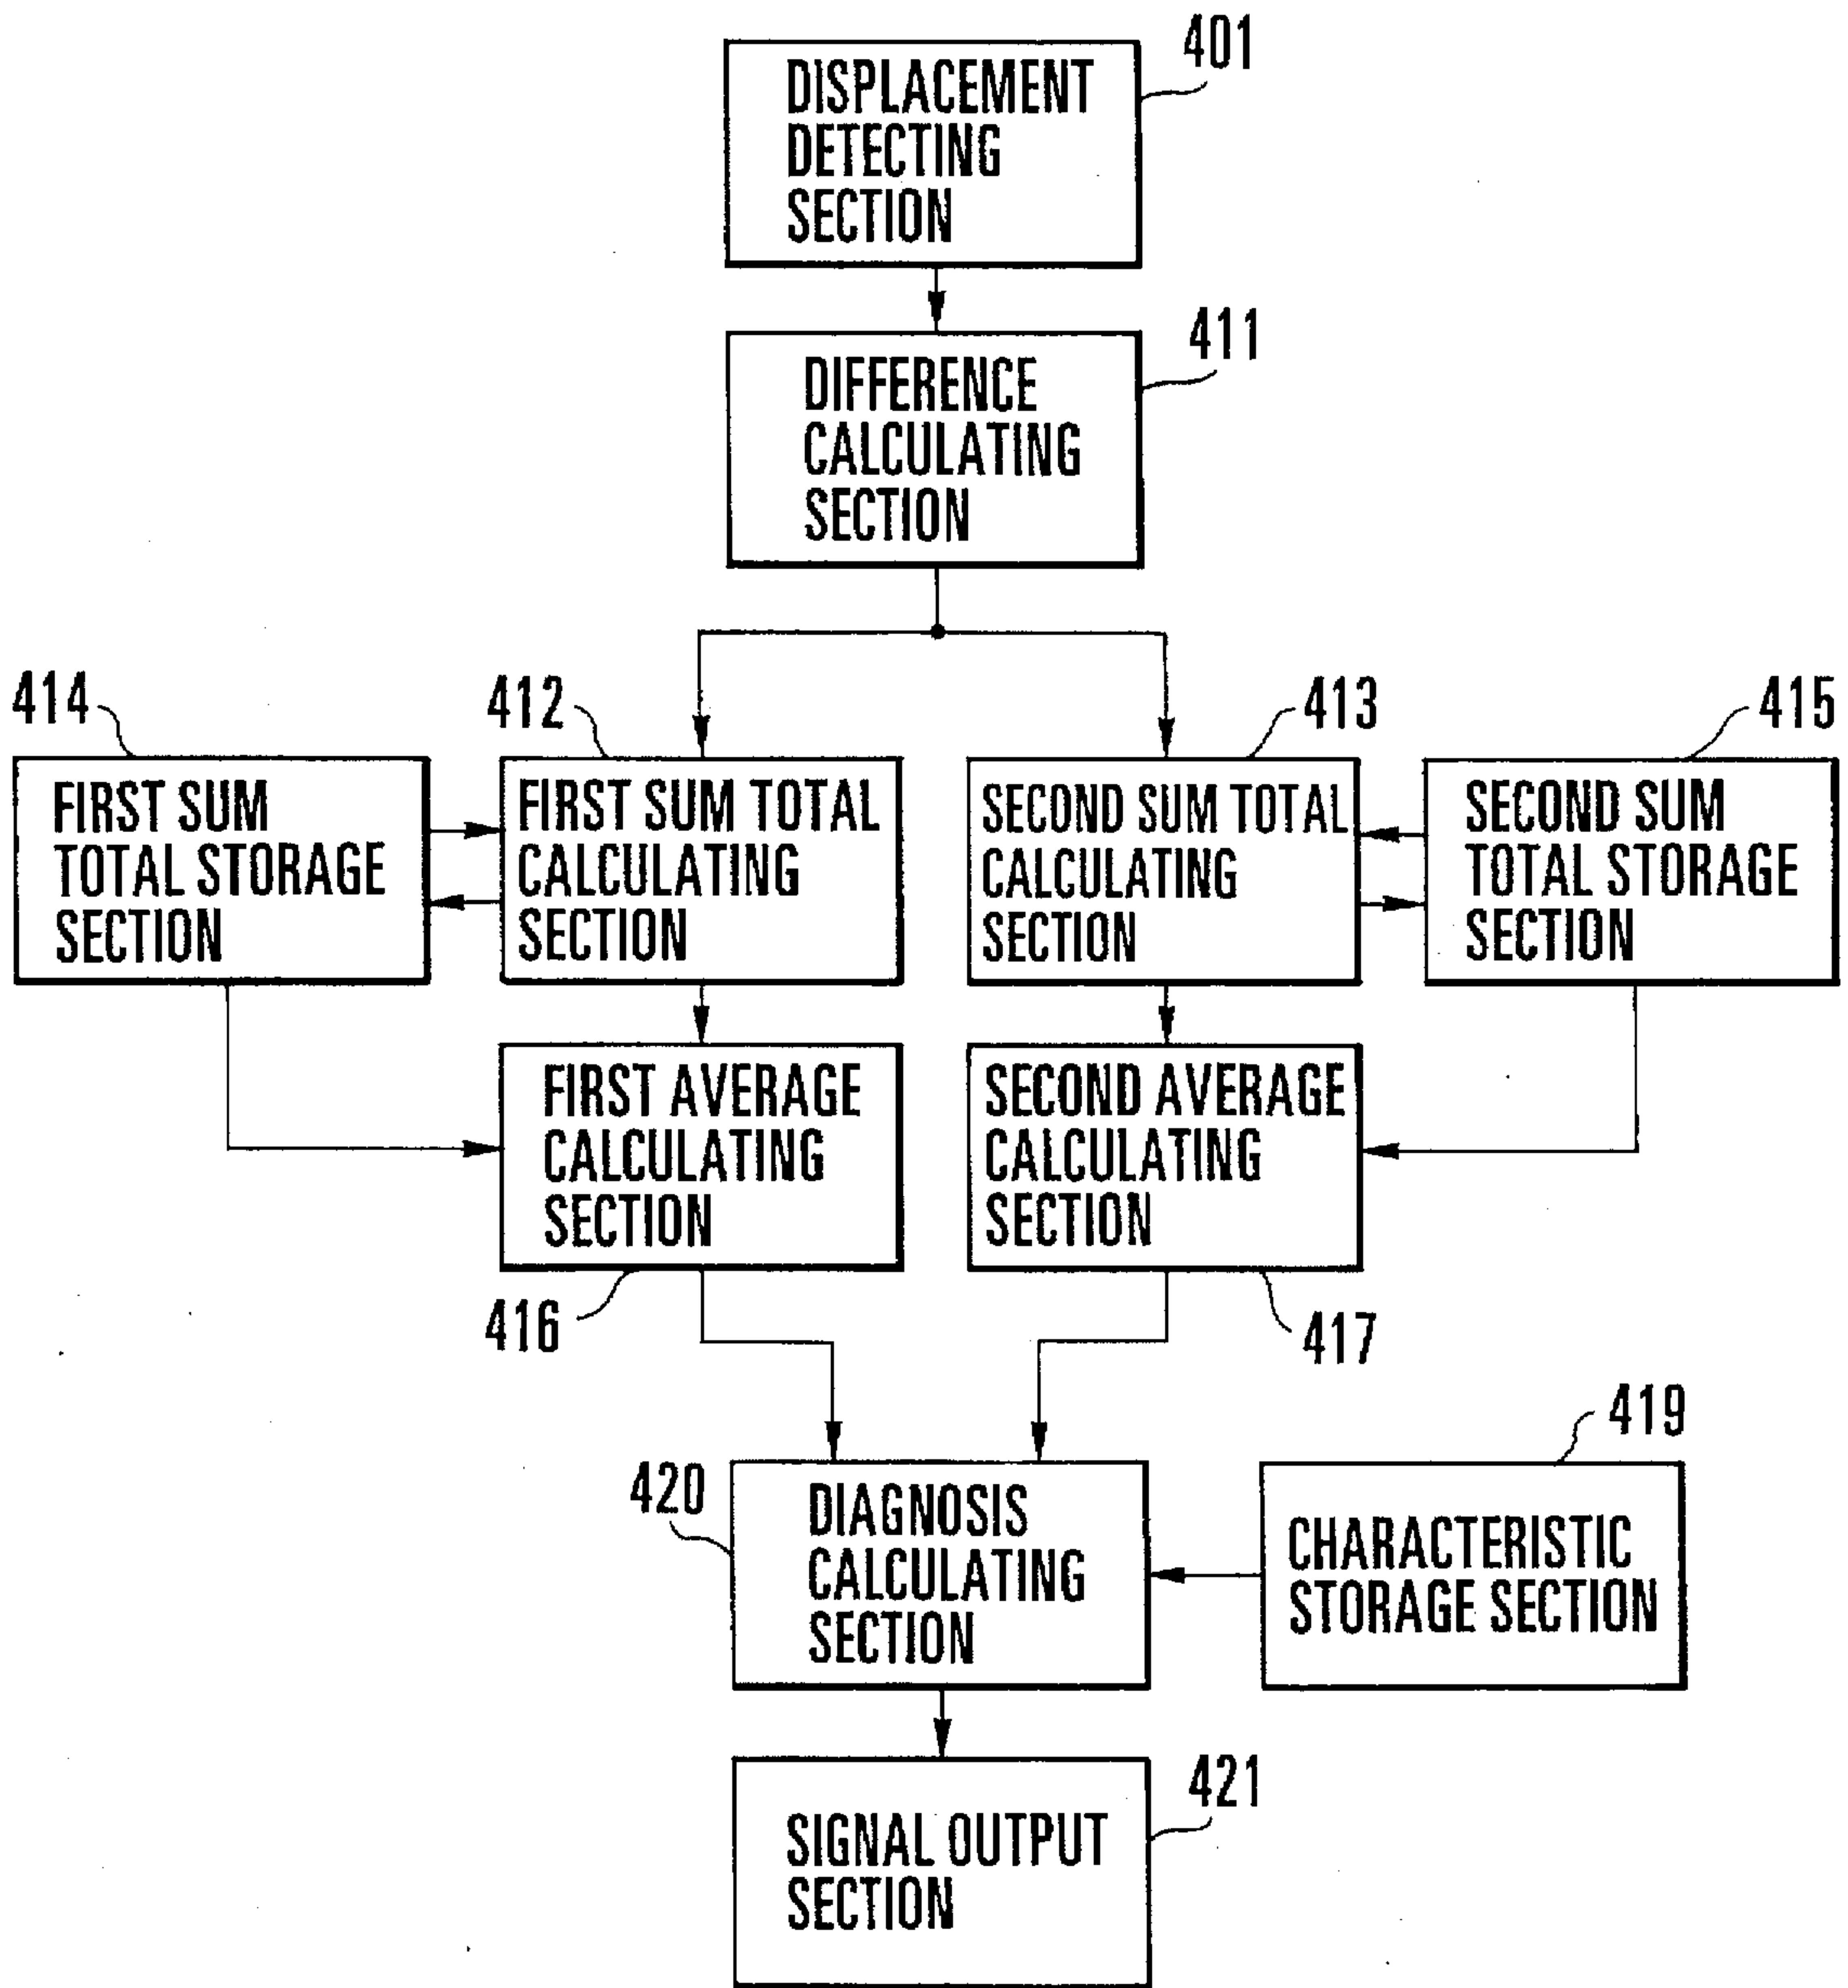 401
DISPLACEMENT
DETECTING
SECTION
411
DIFFERENCE
CALCULATING
SECTION
414
FIRST SUM
TOTAL STORAGE
SECTION
412
FIRST SUM TOTAL
CALCULATING
SECTION
413
SECOND SUM TOTAL
CALCULATING
SECTION
415
SECOND SUM
TOTAL STORAGE
SECTION
FIRST AVERAGE
CALCULATING
SECTION
416
SECOND AVERAGE
CALCULATING
SECTION
417
420
DIAGNOSIS
CALCULATING
SECTION
419
CHARACTERISTIC
STORAGE SECTION
421
SIGNAL OUTPUT
SECTION